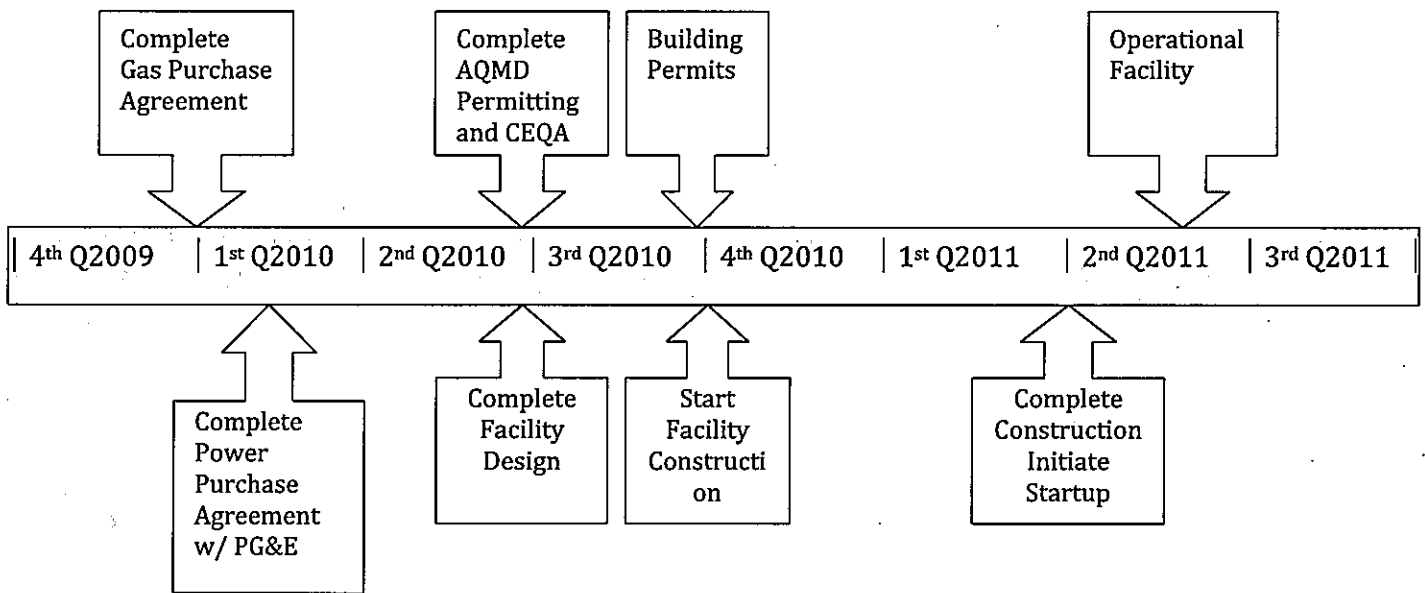 Complete
Gas Purchase
Agreement
Complete
AQMD
Permitting
and CEQA
Building
Permits
Operational
Facility
4th Q2009 | 1st Q2010 | 2nd Q2010 | 3rd Q2010 | 4th Q2010 | 1st Q2011 | 2nd Q2011 | 3rd Q2011
Complete
Power
Purchase
Agreement
w/ PG&E
Complete
Facility
Design
Start
Facility
Constructi
on
Complete
Construction
Initiate
Startup